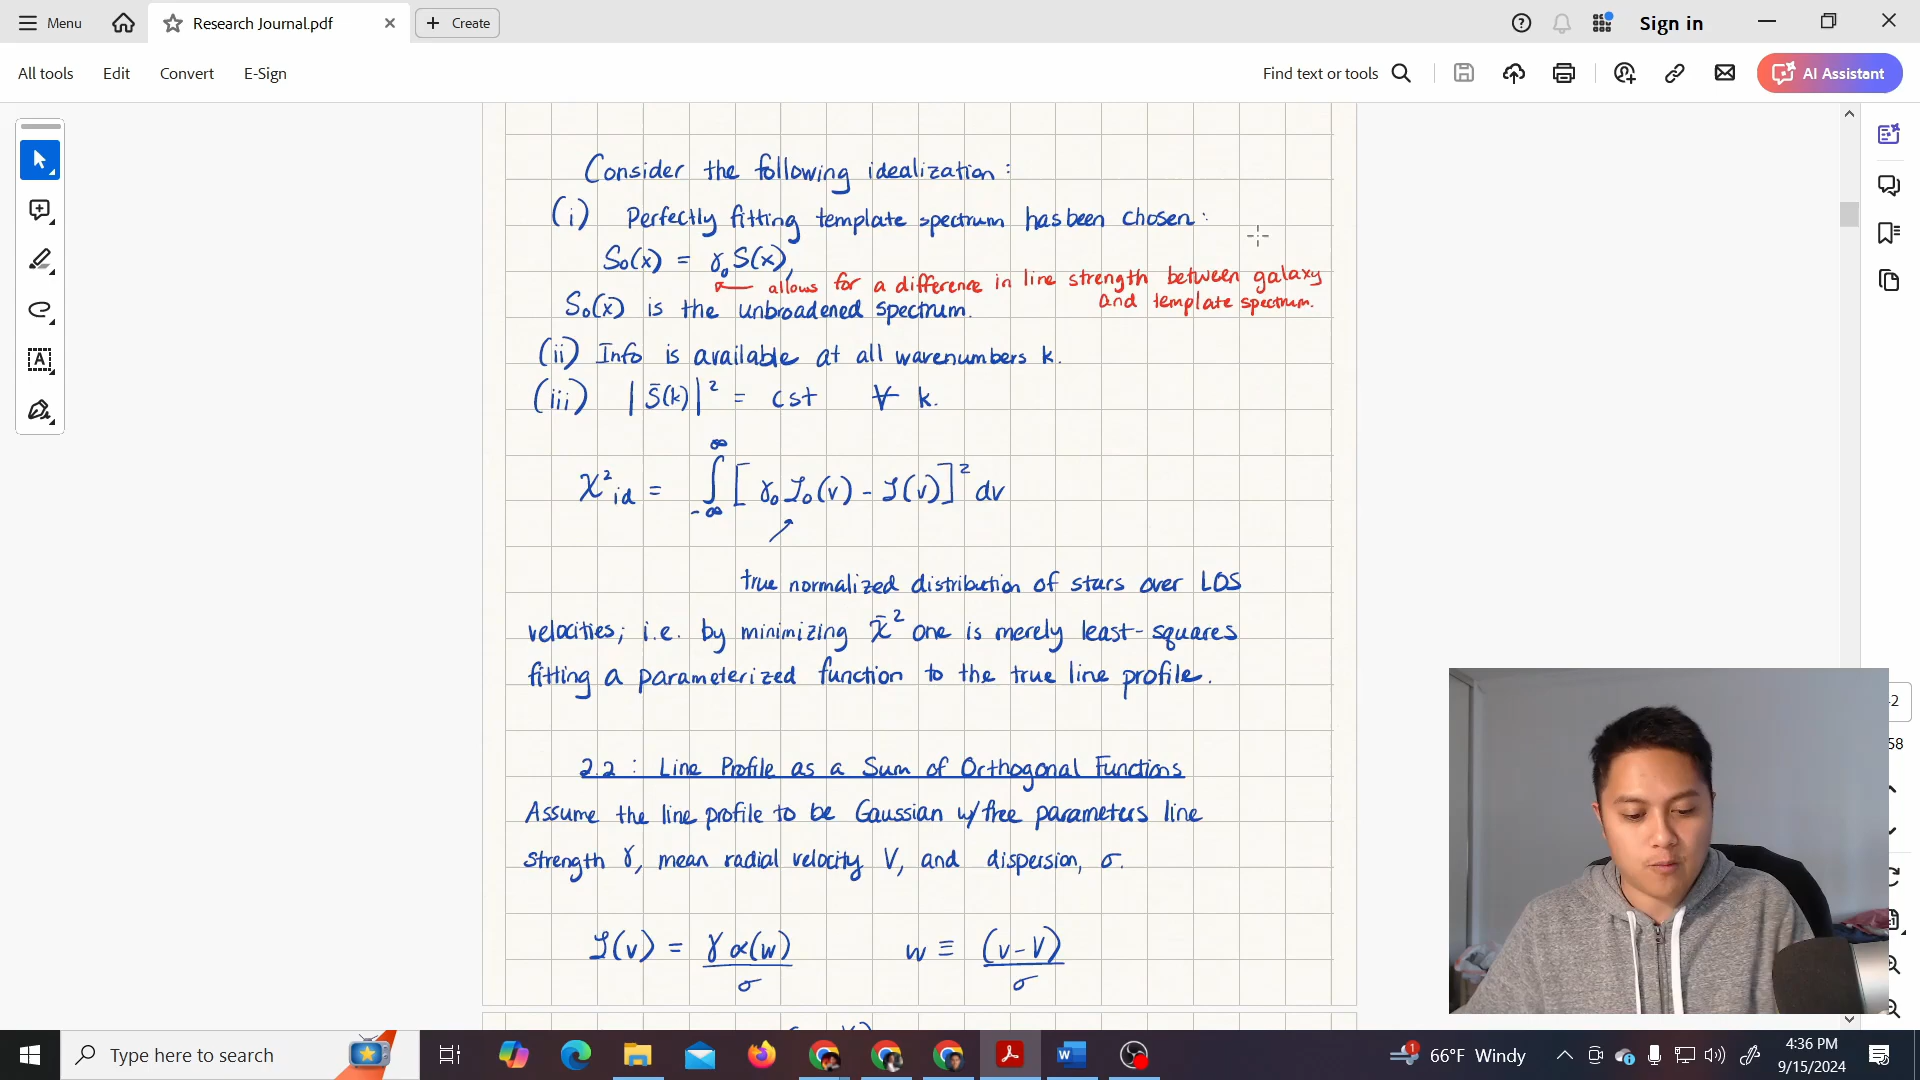 Menu
Research Journal.pdf
Create
Sign in
All tools
Edit
Convert
E-Sign
Find text or tools
AI Assistant
Consider the following idealization:
(i) Perfectly fitting template spectrum has been chosen:
S₀(x) = γ₀S(x),
allows for a difference in line strength between galaxy
and template spectrum.
S₀(x) is the unbroadened spectrum.
(ii) Info is available at all wavenumbers k.
(iii) |S̄(k)|² = cst ∀ k.
χ²id = ∫_{-∞}^{∞} [γ₀ℒ₀(v) - ℒ(v)]² dv
true normalized distribution of stars over LOS
velocities; i.e. by minimizing χ̄² one is merely least-squares
fitting a parameterized function to the true line profile.
2.2: Line Profile as a Sum of Orthogonal Functions
Assume the line profile to be Gaussian w/free parameters line
strength γ, mean radial velocity V, and dispersion, σ.
ℒ(v) = γα(w)/σ w ≡ (v-V)/σ
58
Type here to search
66°F Windy
4:36 PM
9/15/2024